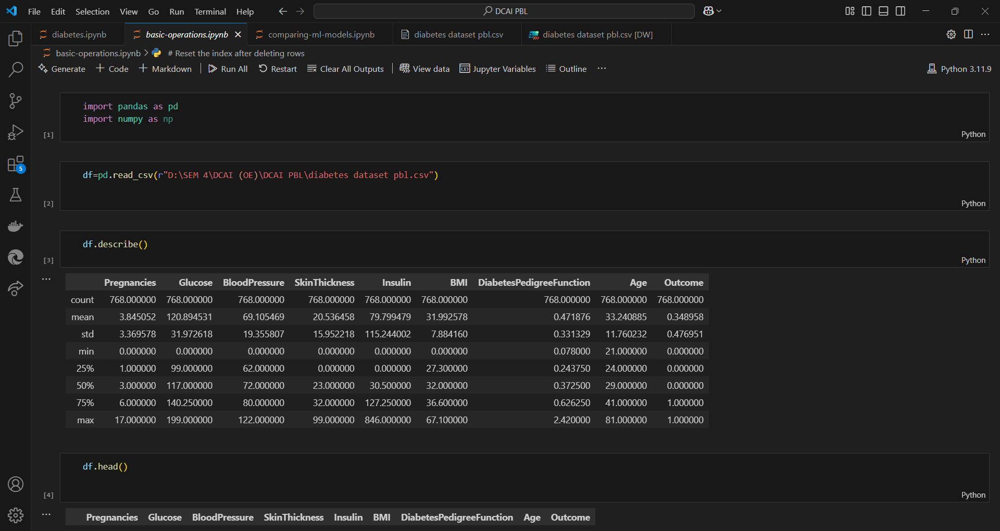 File Edit Selection View Go Run Terminal Help DCAI PBL
diabetes.ipynb basic-operations.ipynb comparing-ml-models.ipynb diabetes dataset pbl.csv diabetes dataset pbl.csv [DW]
basic-operations.ipynb > # Reset the index after deleting rows
Generate + Code + Markdown Run All Restart Clear All Outputs View data Jupyter Variables Outline ... Python 3.11.9
import pandas as pd
import numpy as np
[1] Python
df=pd.read_csv(r"D:\SEM 4\DCAI (OE)\DCAI PBL\diabetes dataset pbl.csv")
[2] Python
5
df.describe()
[3] Python
...
Pregnancies Glucose BloodPressure SkinThickness Insulin BMI DiabetesPedigreeFunction Age Outcome
count 768.000000 768.000000 768.000000 768.000000 768.000000 768.000000 768.000000 768.000000 768.000000
mean 3.845052 120.894531 69.105469 20.536458 79.799479 31.992578 0.471876 33.240885 0.348958
std 3.369578 31.972618 19.355807 15.952218 115.244002 7.884160 0.331329 11.760232 0.476951
min 0.000000 0.000000 0.000000 0.000000 0.000000 0.000000 0.078000 21.000000 0.000000
25% 1.000000 99.000000 62.000000 0.000000 0.000000 27.300000 0.243750 24.000000 0.000000
50% 3.000000 117.000000 72.000000 23.000000 30.500000 32.000000 0.372500 29.000000 0.000000
75% 6.000000 140.250000 80.000000 32.000000 127.250000 36.600000 0.626250 41.000000 1.000000
max 17.000000 199.000000 122.000000 99.000000 846.000000 67.100000 2.420000 81.000000 1.000000
df.head()
[4] Python
...
Pregnancies Glucose BloodPressure SkinThickness Insulin BMI DiabetesPedigreeFunction Age Outcome